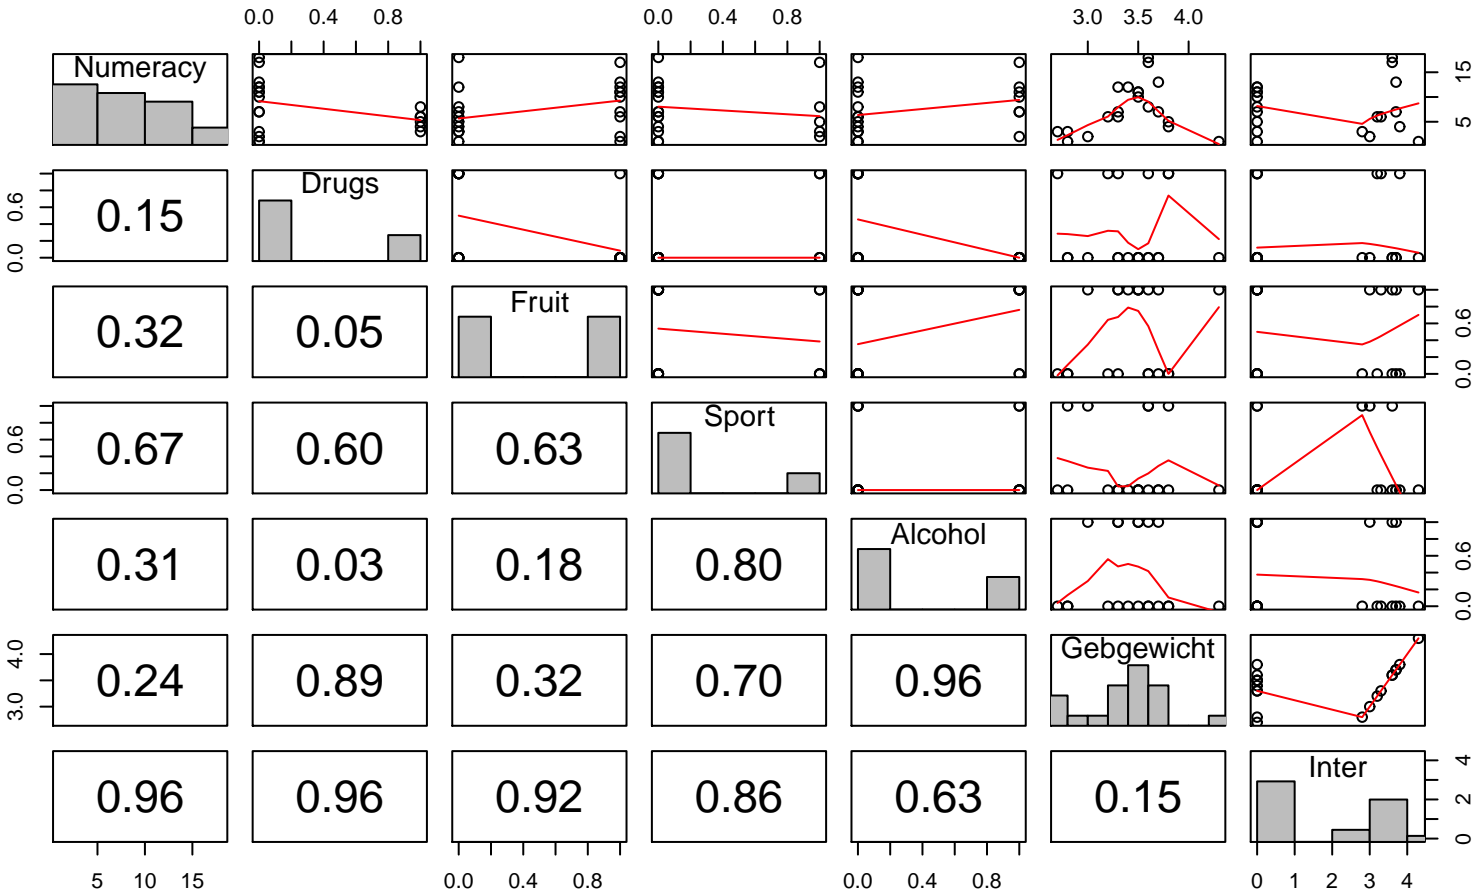 0.0 0.4 0.8 0.0 0.4 0.8 3.0 3.5 4.0
Numeracy
5 15
Drugs
0.15
0.0 0.6
Fruit
0.32 0.05
0.0 0.6
Sport
0.67 0.60 0.63
0.0 0.6
Alcohol
0.31 0.03 0.18 0.80
0.0 0.6
Gebgewicht
0.24 0.89 0.32 0.70 0.96
3.0 4.0
Inter
0.96 0.96 0.92 0.86 0.63 0.15
0 2 4
5 10 15 0.0 0.4 0.8 0.0 0.4 0.8 0 1 2 3 4